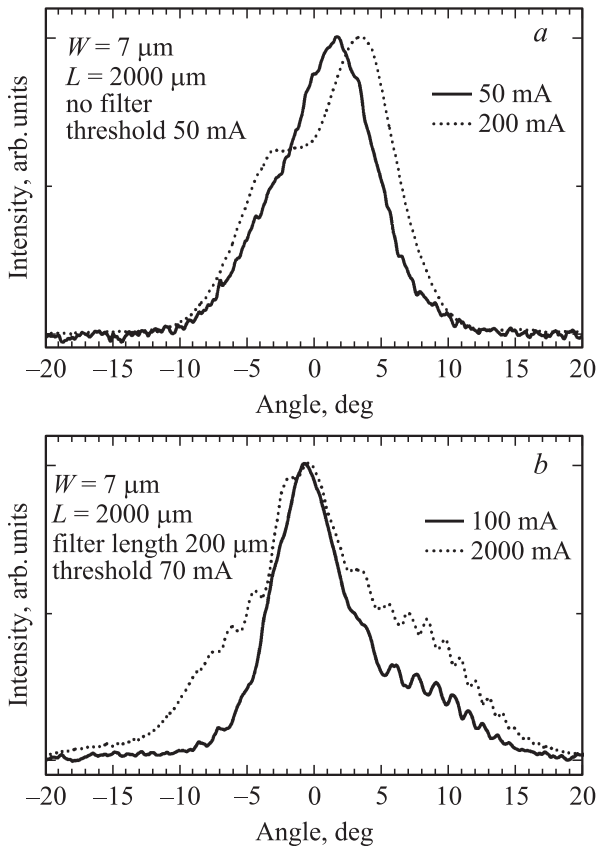 a
W = 7 μm
L = 2000 μm
no filter
threshold 50 mA
50 mA
200 mA
Intensity, arb. units
−20 −15 −10 −5 0 5 10 15 20
Angle, deg
b
W = 7 μm
L = 2000 μm
filter length 200 μm
threshold 70 mA
100 mA
2000 mA
Intensity, arb. units
−20 −15 −10 −5 0 5 10 15 20
Angle, deg